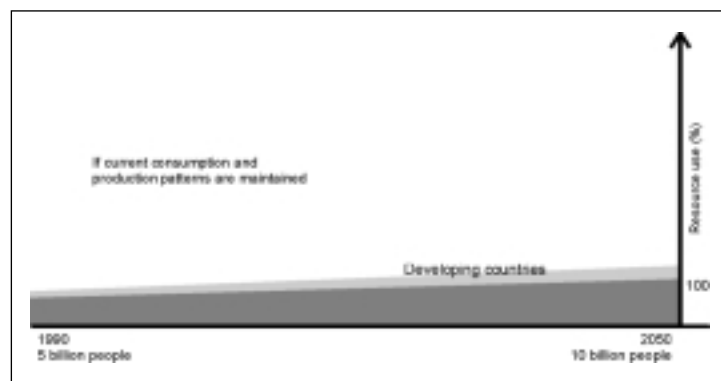 If current consumption and
production patterns are maintained
Resource use (%)
Developing countries
100
1990
5 billion people
2050
10 billion people